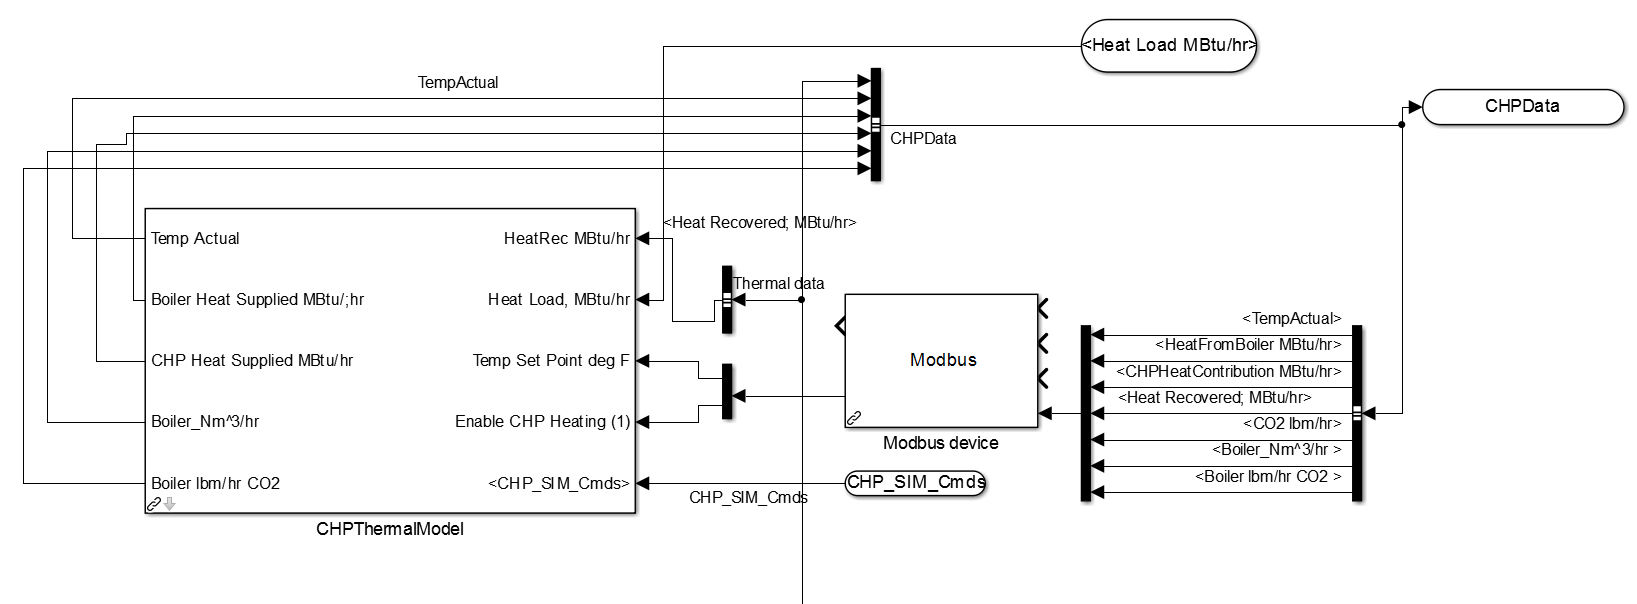 <Heat Load MBtu/hr>
TempActual
CHPData
CHPData
<Heat Recovered; MBtu/hr>
Temp Actual
HeatRec MBtu/hr
Boiler Heat Supplied MBtu/;hr
Heat Load, MBtu/hr
CHP Heat Supplied MBtu/hr
Temp Set Point deg F
Boiler_Nm^3/hr
Enable CHP Heating (1)
Boiler lbm/hr CO2
<CHP_SIM_Cmds>
CHPThermalModel
Thermal data
Modbus
Modbus device
CHP_SIM_Cmds
CHP_SIM_Cmds
<TempActual>
<HeatFromBoiler MBtu/hr>
<CHPHeatContribution MBtu/hr>
<Heat Recovered; MBtu/hr>
<CO2 lbm/hr>
<Boiler_Nm^3/hr >
<Boiler lbm/hr CO2 >